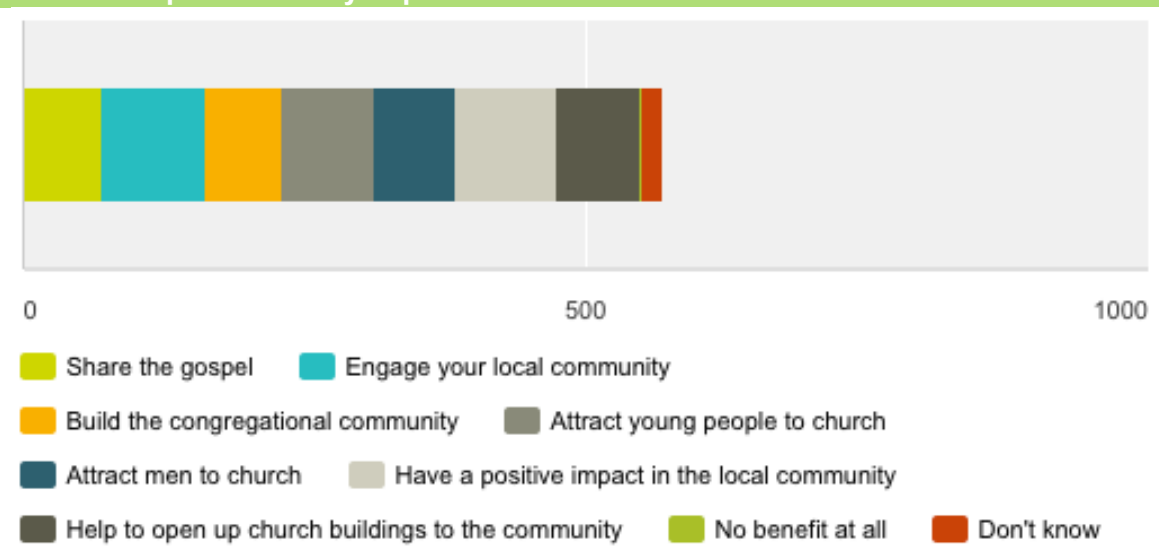 0 500 1000
Share the gospel Engage your local community
Build the congregational community Attract young people to church
Attract men to church Have a positive impact in the local community
Help to open up church buildings to the community No benefit at all Don't know